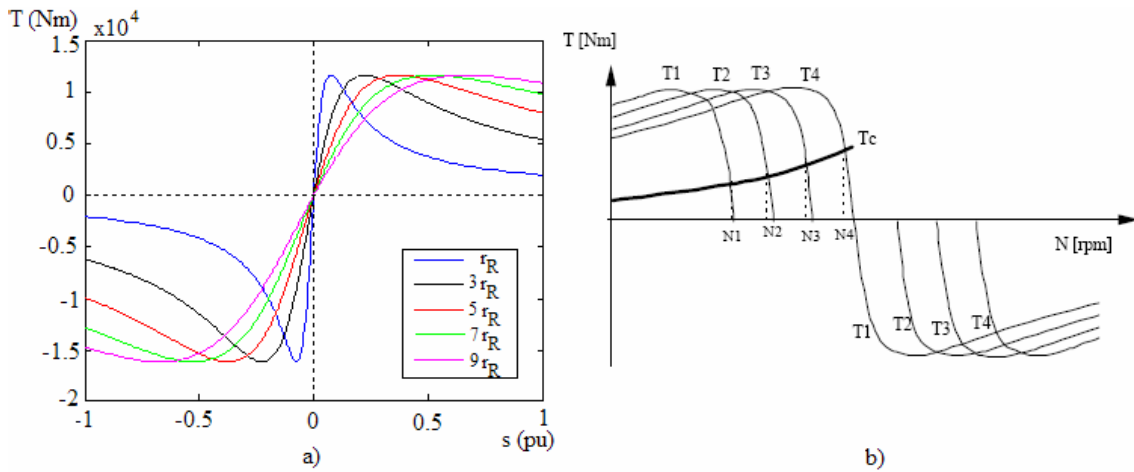 T (Nm)
x10⁴
1.5
1
0.5
0
-0.5
-1
-1.5
-2
-1
-0.5
0
0.5
1
s (pu)
r_R
3 r_R
5 r_R
7 r_R
9 r_R
a)
T [Nm]
T1
T2
T3
T4
Tc
N1
N2
N3
N4
N [rpm]
T1
T2
T3
T4
b)